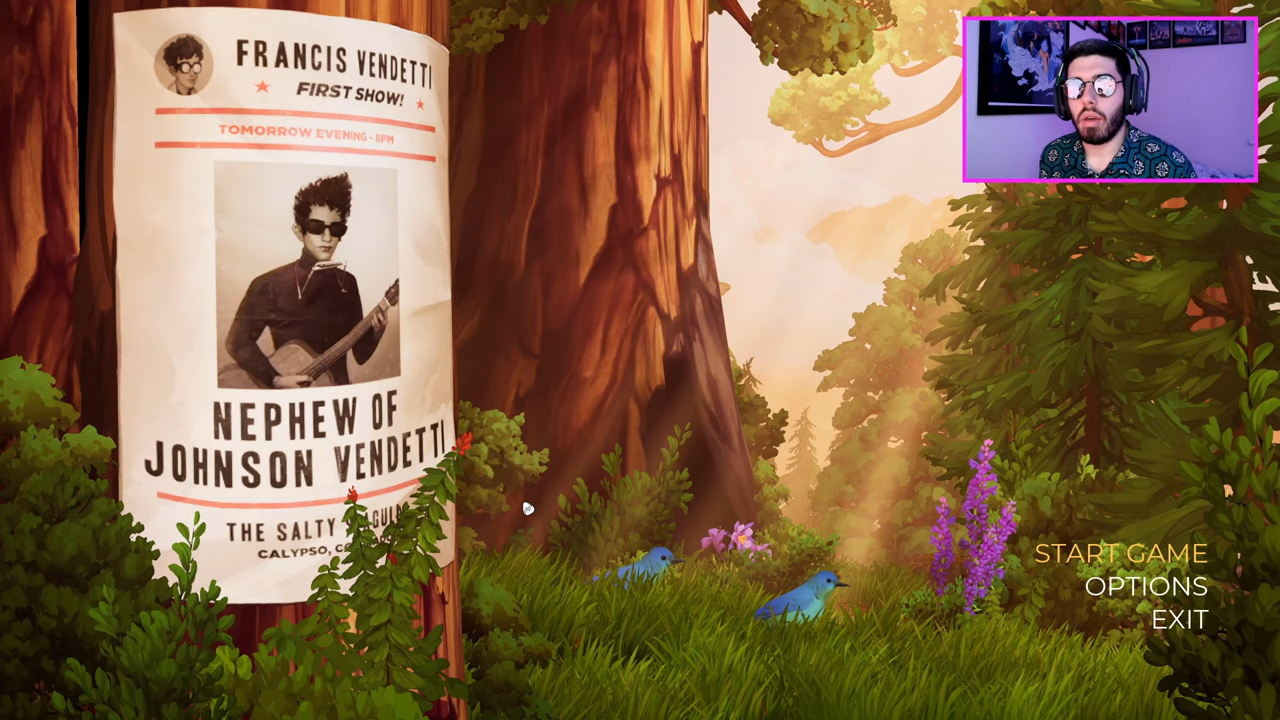 FRANCIS VENDETTI
FIRST SHOW!
TOMORROW EVENING - 8PM
NEPHEW OF
JOHNSON VENDETTI
THE SALTY
CALYPSO,
START GAME
OPTIONS
EXIT